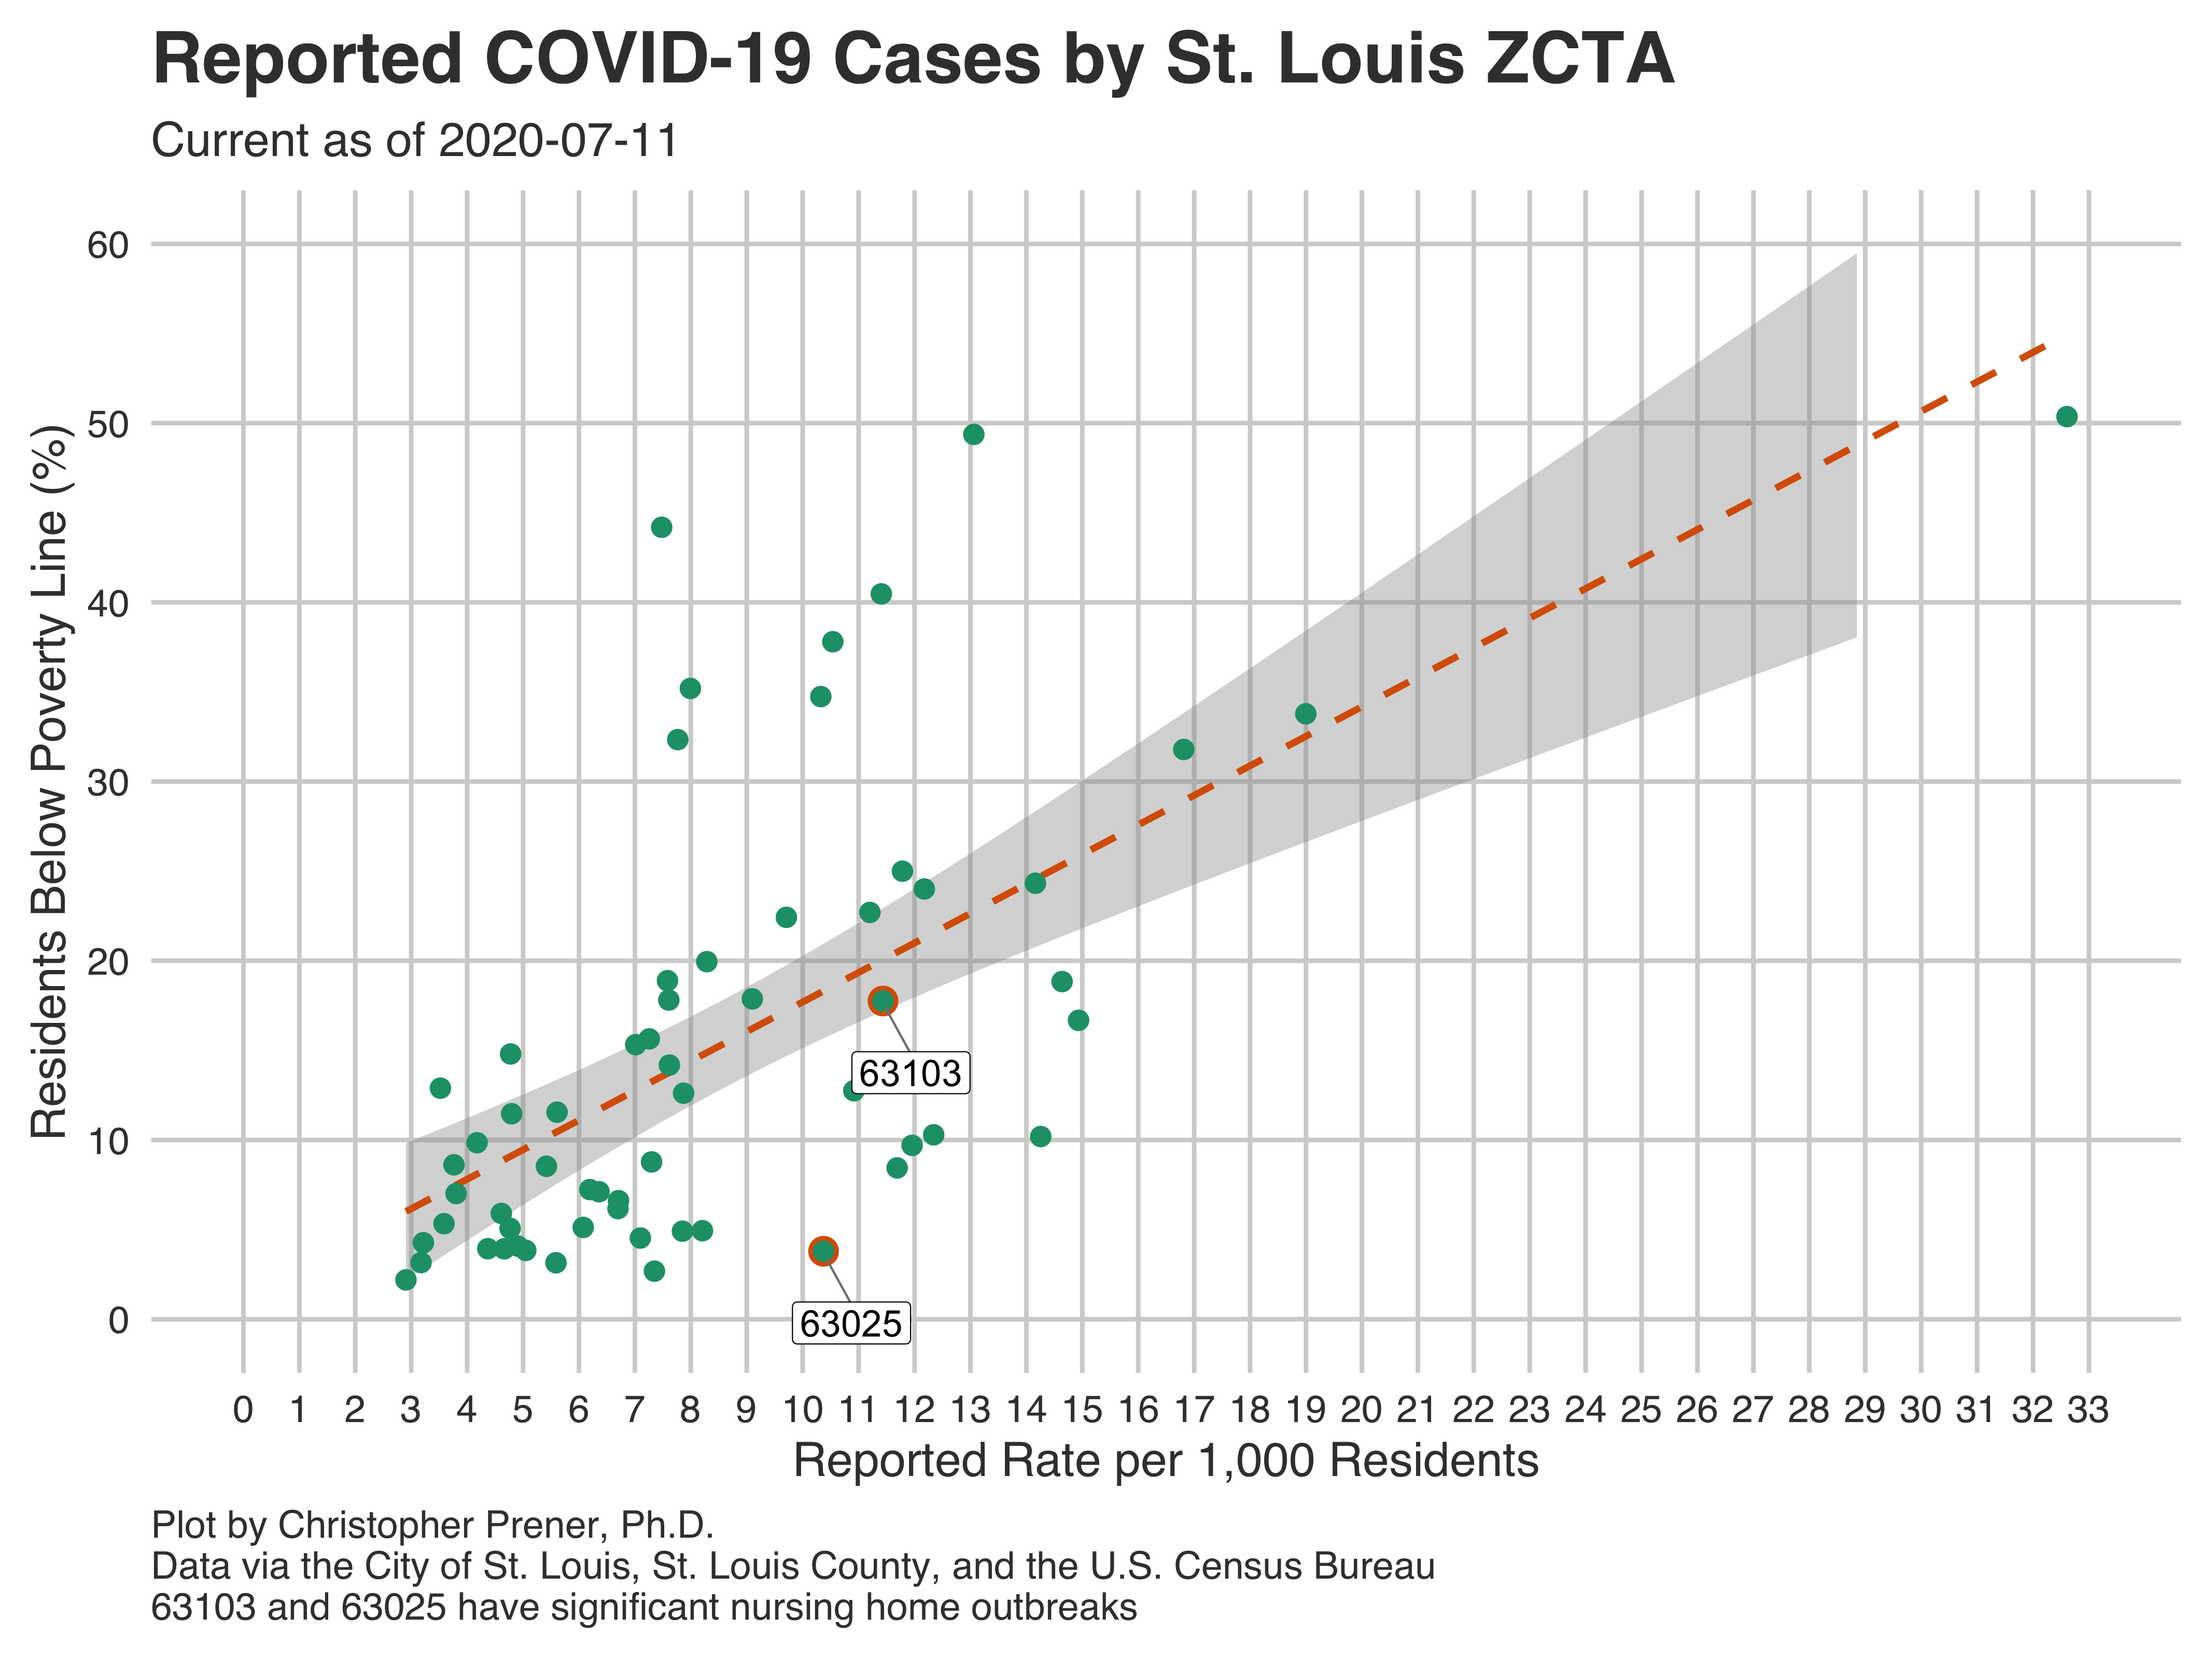 Reported COVID-19 Cases by St. Louis ZCTA
Current as of 2020-07-11
Residents Below Poverty Line (%)
60
50
40
30
20
10
0
63103
63025
0 1 2 3 4 5 6 7 8 9 10 11 12 13 14 15 16 17 18 19 20 21 22 23 24 25 26 27 28 29 30 31 32 33
Reported Rate per 1,000 Residents
Plot by Christopher Prener, Ph.D.
Data via the City of St. Louis, St. Louis County, and the U.S. Census Bureau
63103 and 63025 have significant nursing home outbreaks